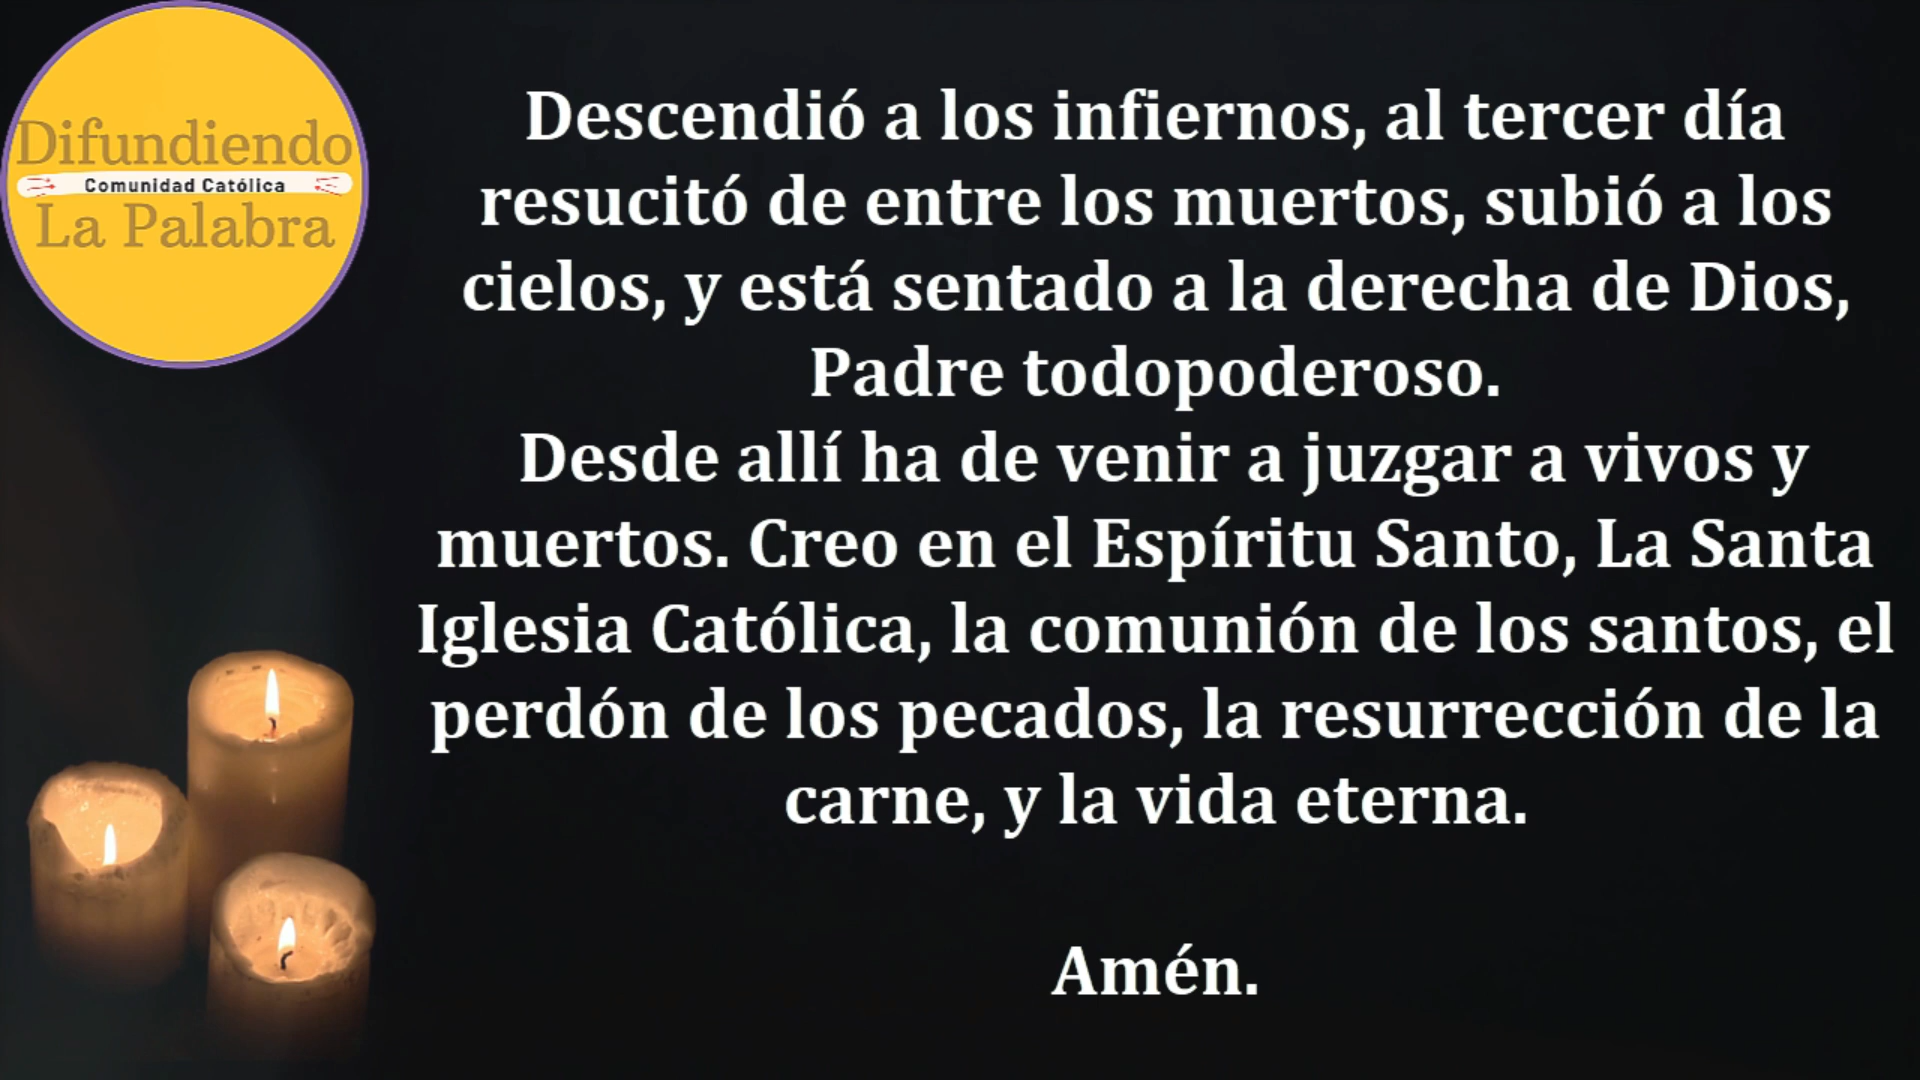 Difundiendo
Comunidad Católica
La Palabra
Descendió a los infiernos, al tercer día
resucitó de entre los muertos, subió a los
cielos, y está sentado a la derecha de Dios,
Padre todopoderoso.
Desde allí ha de venir a juzgar a vivos y
muertos. Creo en el Espíritu Santo, La Santa
Iglesia Católica, la comunión de los santos, el
perdón de los pecados, la resurrección de la
carne, y la vida eterna.
Amén.